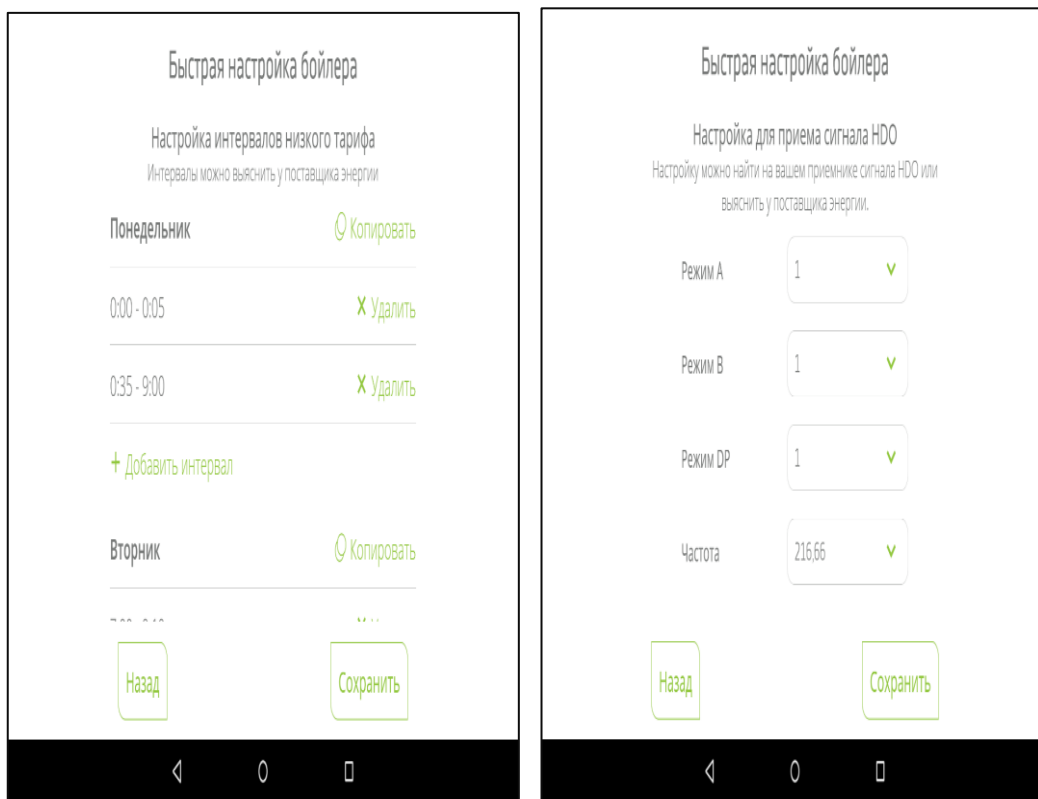 Быстрая настройка бойлера
Настройка интервалов низкого тарифа
Интервалы можно выяснить у поставщика энергии
Понедельник
Копировать
0:00 - 0:05
Удалить
0:35 - 9:00
Удалить
+ Добавить интервал
Вторник
Копировать
Назад
Сохранить
Быстрая настройка бойлера
Настройка для приема сигнала HDO
Настройку можно найти на вашем приемнике сигнала HDO или
выяснить у поставщика энергии.
Режим A
1
Режим B
1
Режим DP
1
Частота
216,66
Назад
Сохранить